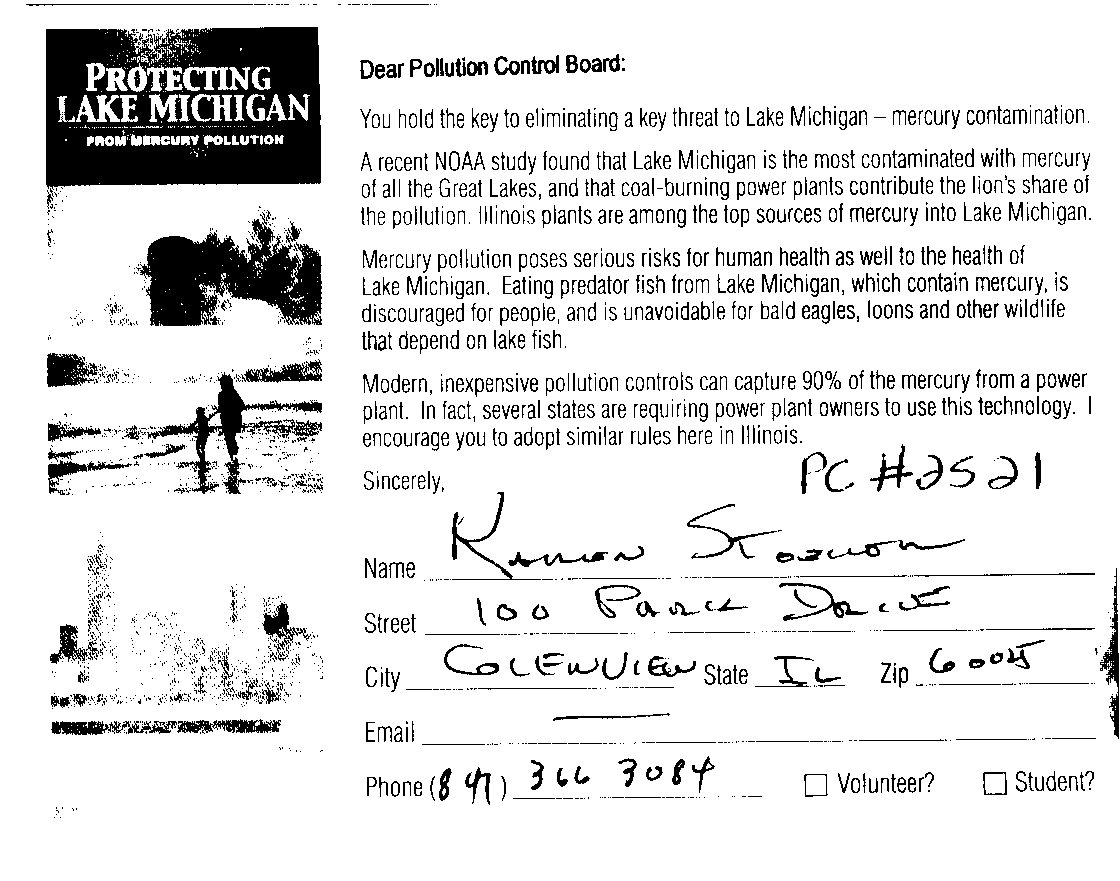 PROTECTING
LAKE MICHIGAN
FROM MERCURY POLLUTION
Dear Pollution Control Board:
You hold the key to eliminating a key threat to Lake Michigan – mercury contamination.
A recent NOAA study found that Lake Michigan is the most contaminated with mercury
of all the Great Lakes, and that coal-burning power plants contribute the lion's share of
the pollution. Illinois plants are among the top sources of mercury into Lake Michigan.
Mercury pollution poses serious risks for human health as well to the health of
Lake Michigan. Eating predator fish from Lake Michigan, which contain mercury, is
discouraged for people, and is unavoidable for bald eagles, loons and other wildlife
that depend on lake fish.
Modern, inexpensive pollution controls can capture 90% of the mercury from a power
plant. In fact, several states are requiring power plant owners to use this technology. I
encourage you to adopt similar rules here in Illinois.
Sincerely,
PC #2521
Name
Street 100 Drive
City GLENVIEW State IL Zip 60025
Email
Phone (847) 366 3084 Volunteer? Student?